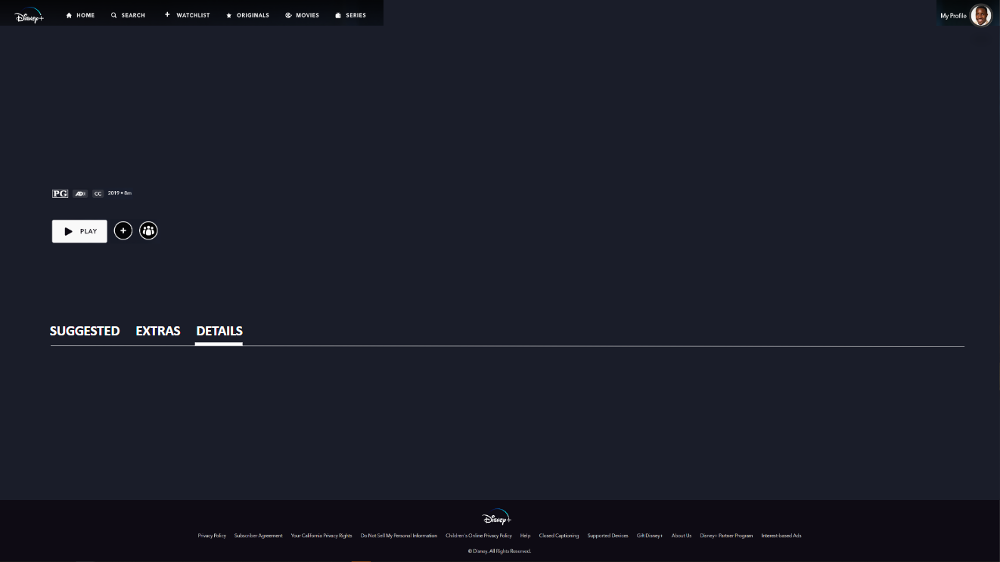 Disney+ HOME SEARCH WATCHLIST ORIGINALS MOVIES SERIES My Profile
PG AD CC 2019 • 8m
PLAY
SUGGESTED EXTRAS DETAILS
Disney+
Privacy Policy Subscriber Agreement Your California Privacy Rights Do Not Sell My Personal Information Children's Online Privacy Policy Help Closed Captioning Supported Devices Gift Disney+ About Us Disney+ Partner Program Interest-based Ads
© Disney. All Rights Reserved.